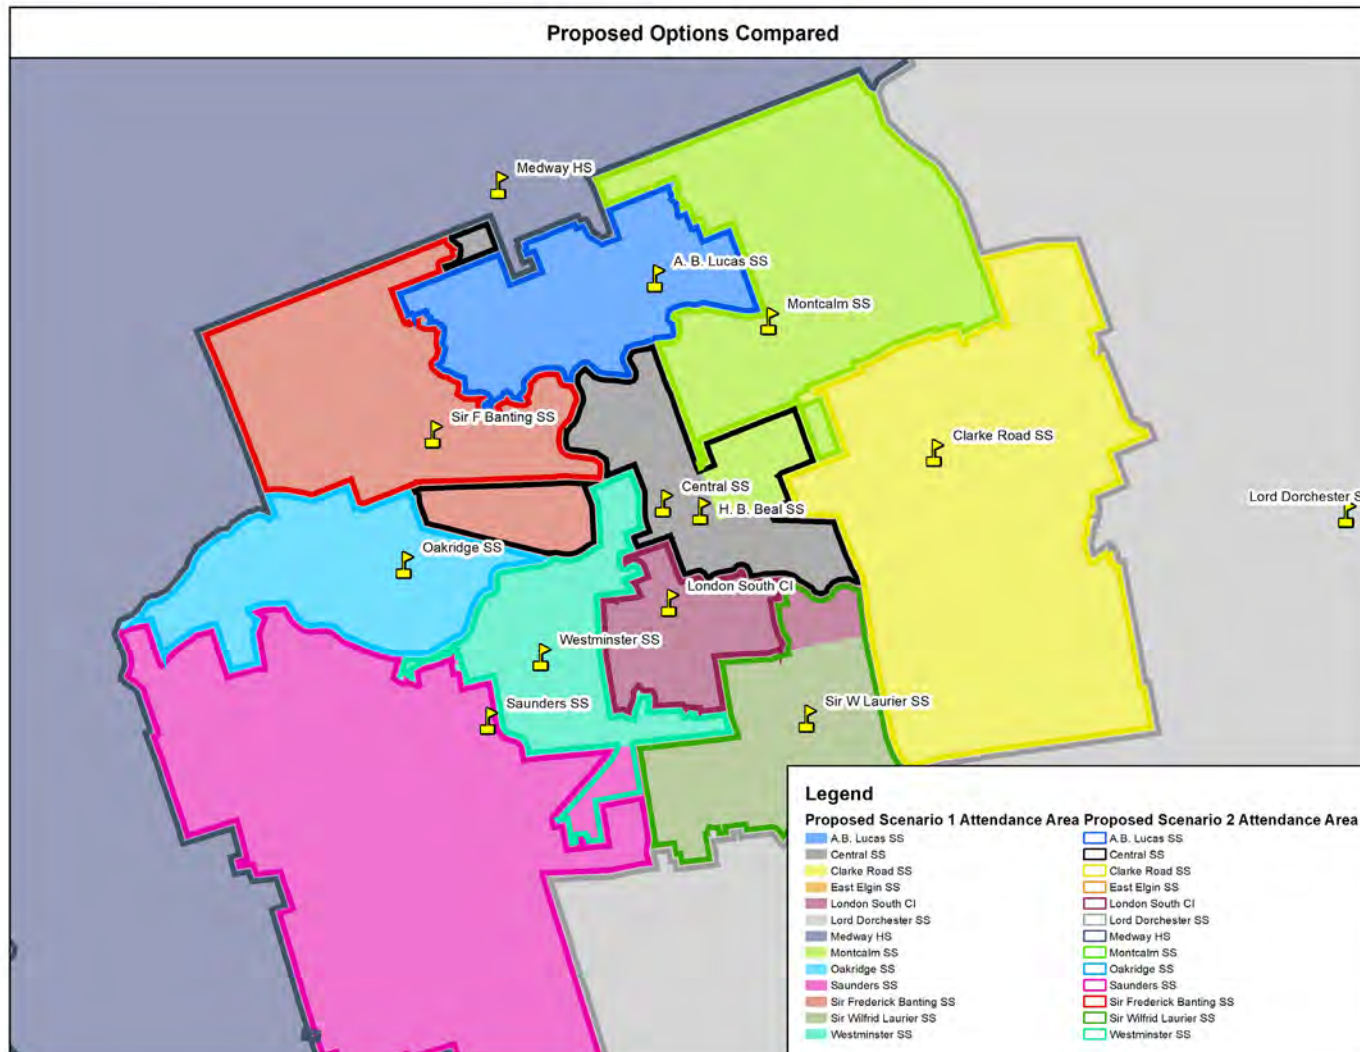 Proposed Options Compared
Medway HS
A. B. Lucas SS
Montcalm SS
Sir F Banting SS
Clarke Road SS
Central SS
Lord Dorchester S
H. B. Beal SS
Oakridge SS
London South CI
Westminster SS
Saunders SS
Sir W Laurier SS
Legend
Proposed Scenario 1 Attendance Area Proposed Scenario 2 Attendance Area
A.B. Lucas SS A.B. Lucas SS
Central SS Central SS
Clarke Road SS Clarke Road SS
East Elgin SS East Elgin SS
London South CI London South CI
Lord Dorchester SS Lord Dorchester SS
Medway HS Medway HS
Montcalm SS Montcalm SS
Oakridge SS Oakridge SS
Saunders SS Saunders SS
Sir Frederick Banting SS Sir Frederick Banting SS
Sir Wilfrid Laurier SS Sir Wilfrid Laurier SS
Westminster SS Westminster SS